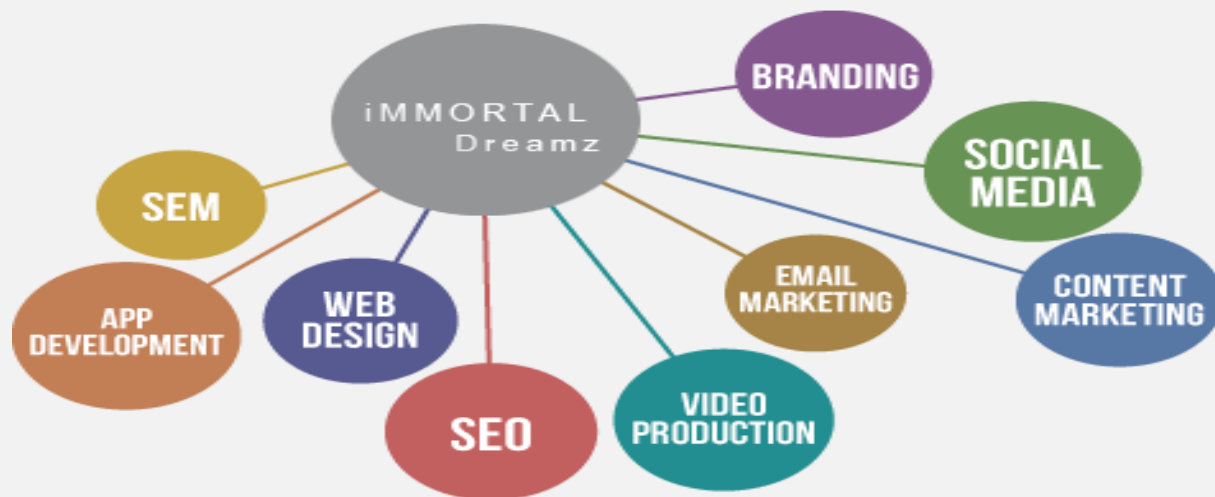 iMMORTAL
Dreamz
BRANDING
SOCIAL
MEDIA
SEM
APP
DEVELOPMENT
WEB
DESIGN
SEO
VIDEO
PRODUCTION
EMAIL
MARKETING
CONTENT
MARKETING